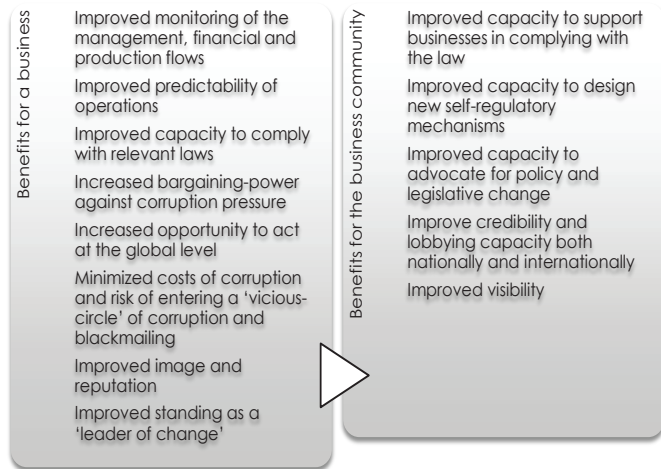 Benefits for a business
Improved monitoring of the
management, financial and
production flows
Improved predictability of
operations
Improved capacity to comply
with relevant laws
Increased bargaining-power
against corruption pressure
Increased opportunity to act
at the global level
Minimized costs of corruption
and risk of entering a ‘vicious-
circle’ of corruption and
blackmailing
Improved image and
reputation
Improved standing as a
‘leader of change’
Benefits for the business community
Improved capacity to support
businesses in complying with
the law
Improved capacity to design
new self-regulatory
mechanisms
Improved capacity to
advocate for policy and
legislative change
Improve credibility and
lobbying capacity both
nationally and internationally
Improved visibility